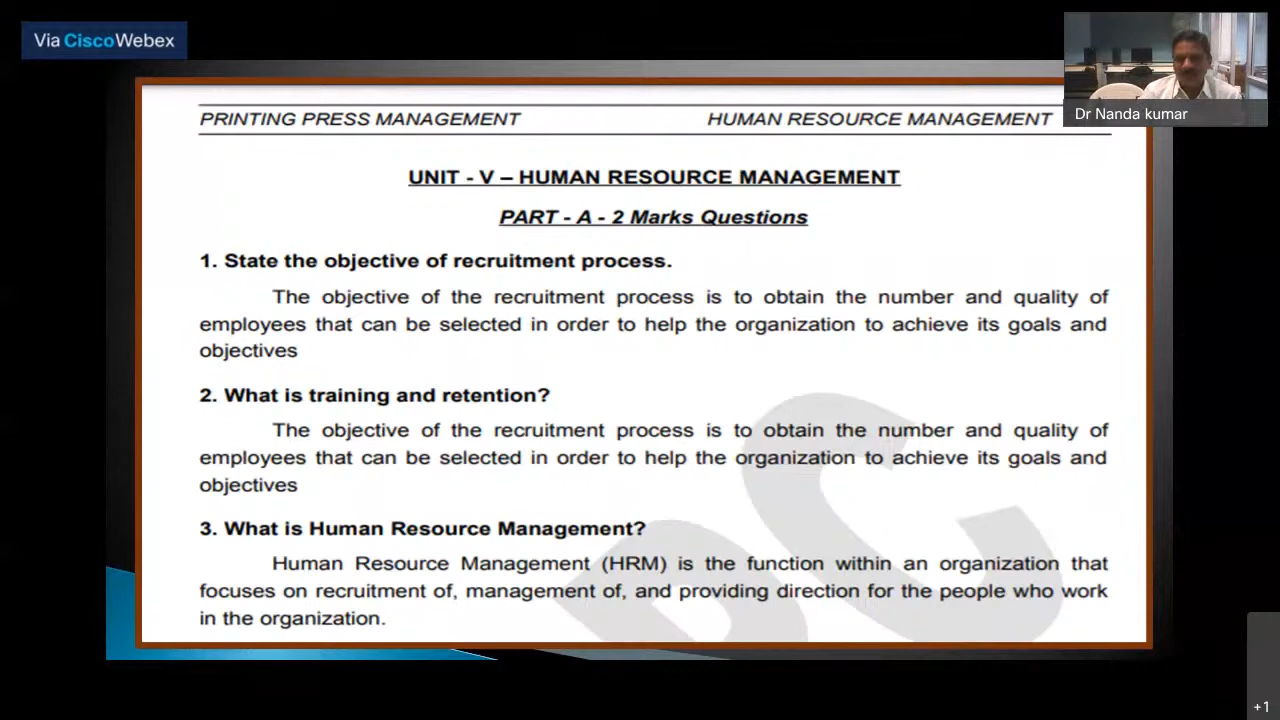 Via Cisco Webex
Dr Nanda kumar
PRINTING PRESS MANAGEMENT HUMAN RESOURCE MANAGEMENT
UNIT - V – HUMAN RESOURCE MANAGEMENT
PART - A - 2 Marks Questions
1. State the objective of recruitment process.
The objective of the recruitment process is to obtain the number and quality of
employees that can be selected in order to help the organization to achieve its goals and
objectives
2. What is training and retention?
The objective of the recruitment process is to obtain the number and quality of
employees that can be selected in order to help the organization to achieve its goals and
objectives
3. What is Human Resource Management?
Human Resource Management (HRM) is the function within an organization that
focuses on recruitment of, management of, and providing direction for the people who work
in the organization.
+1